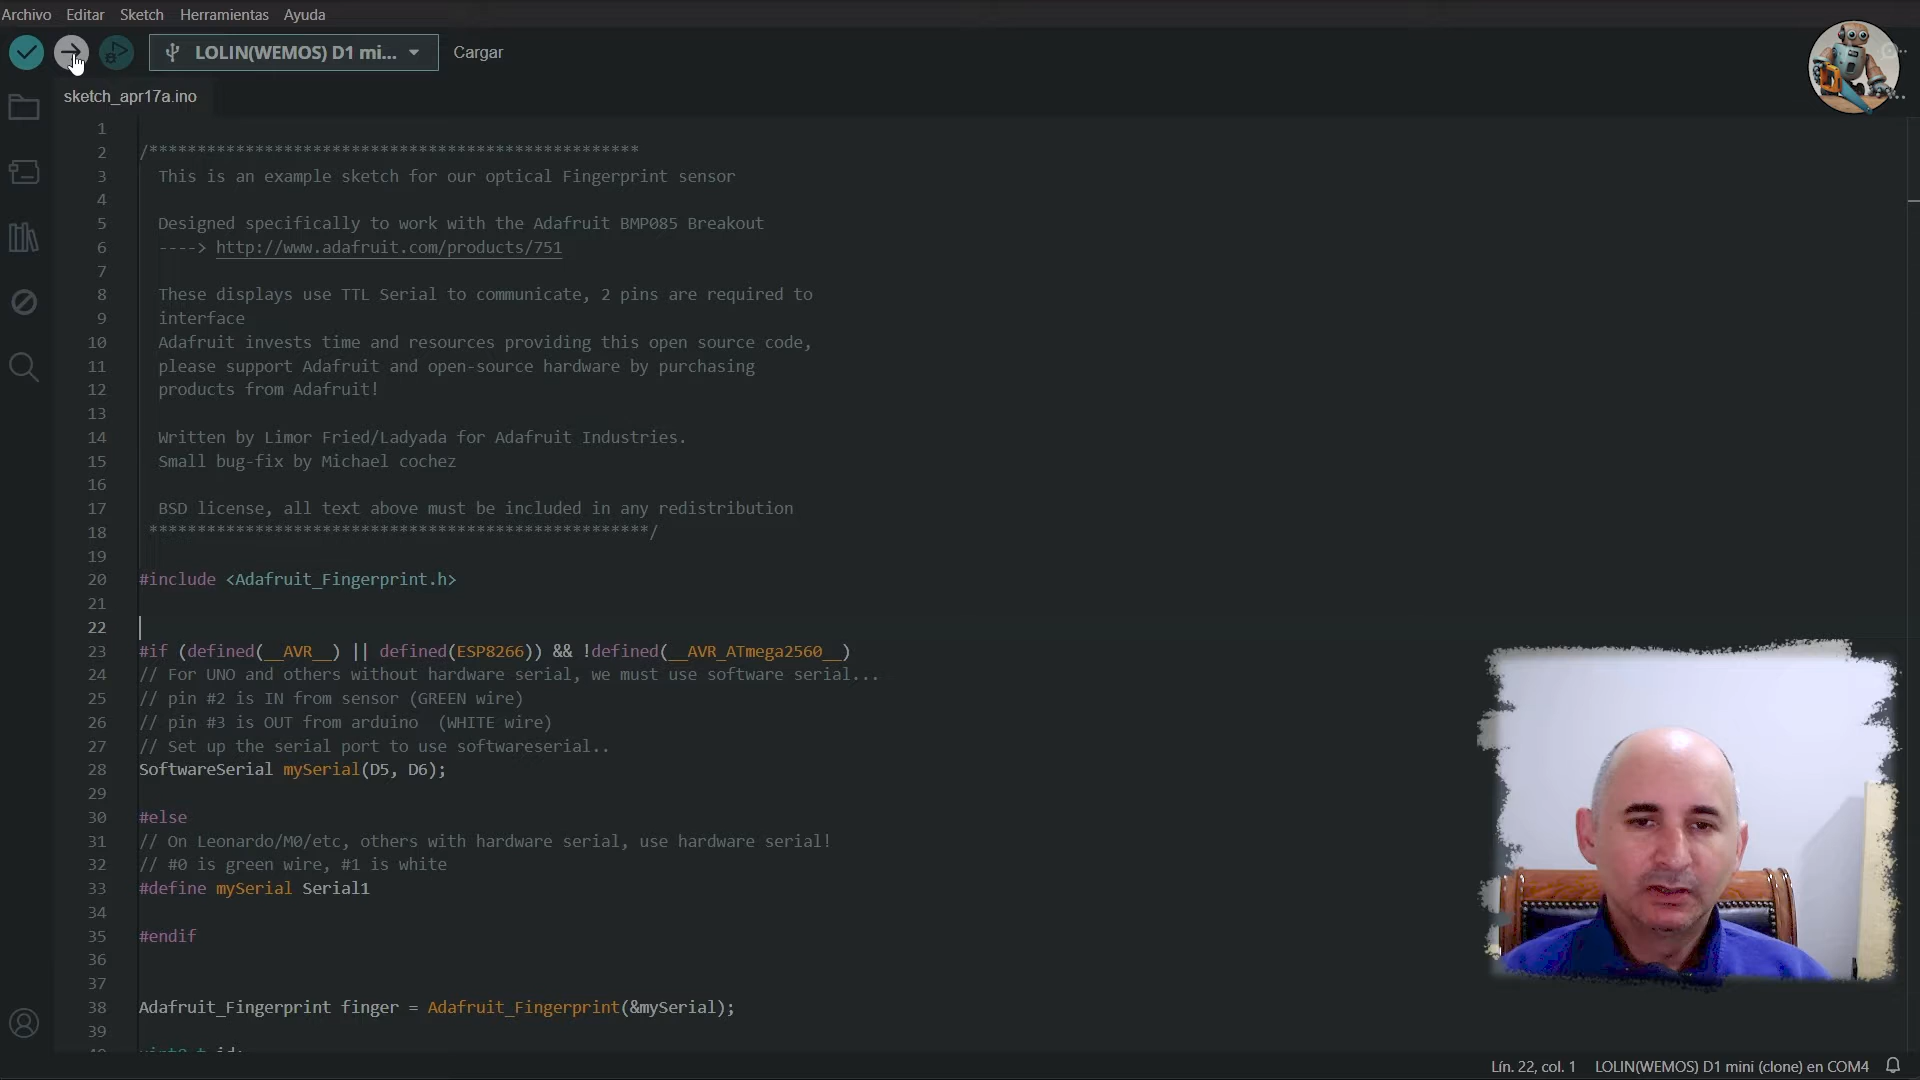 Archivo Editar Sketch Herramientas Ayuda
LOLIN(WEMOS) D1 mi... Cargar
sketch_apr17a.ino
1
2 /***************************************************
3 This is an example sketch for our optical Fingerprint sensor
4
5 Designed specifically to work with the Adafruit BMP085 Breakout
6 ----> http://www.adafruit.com/products/751
7
8 These displays use TTL Serial to communicate, 2 pins are required to
9 interface
10 Adafruit invests time and resources providing this open source code,
11 please support Adafruit and open-source hardware by purchasing
12 products from Adafruit!
13
14 Written by Limor Fried/Ladyada for Adafruit Industries.
15 Small bug-fix by Michael cochez
16
17 BSD license, all text above must be included in any redistribution
18 ****************************************************/
19
20 #include <Adafruit_Fingerprint.h>
21
22
23 #if (defined(__AVR__) || defined(ESP8266)) && !defined(__AVR_ATmega2560__)
24 // For UNO and others without hardware serial, we must use software serial...
25 // pin #2 is IN from sensor (GREEN wire)
26 // pin #3 is OUT from arduino  (WHITE wire)
27 // Set up the serial port to use softwareserial..
28 SoftwareSerial mySerial(D5, D6);
29
30 #else
31 // On Leonardo/M0/etc, others with hardware serial, use hardware serial!
32 // #0 is green wire, #1 is white
33 #define mySerial Serial1
34
35 #endif
36
37
38 Adafruit_Fingerprint finger = Adafruit_Fingerprint(&mySerial);
39
40 uint8_t id;
Lín. 22, col. 1 LOLIN(WEMOS) D1 mini (clone) en COM4